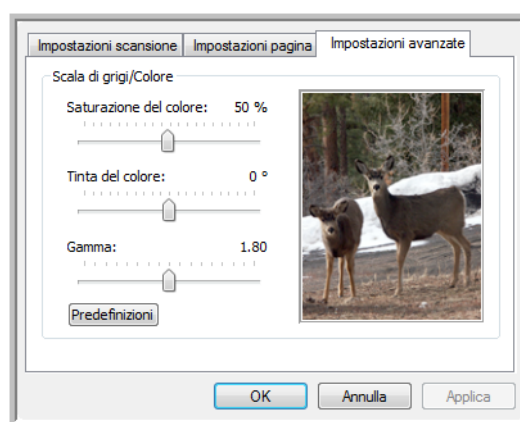 Impostazioni scansione
Impostazioni pagina
Impostazioni avanzate
Scala di grigi/Colore
Saturazione del colore: 50 %
Tinta del colore: 0 °
Gamma: 1.80
Predefinizioni
OK
Annulla
Applica